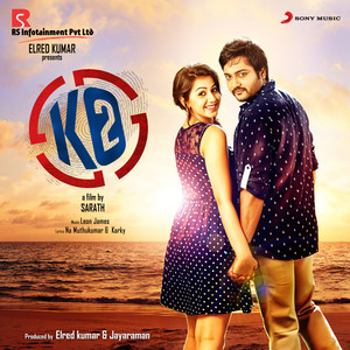 RS Infotainment Pvt Ltd
ELRED KUMAR
presents
SONY MUSIC
K2
a film by
SARATH
Music Leon James
Lyrics Na Muthukumar & Karky
Produced by Elred kumar & Jayaraman